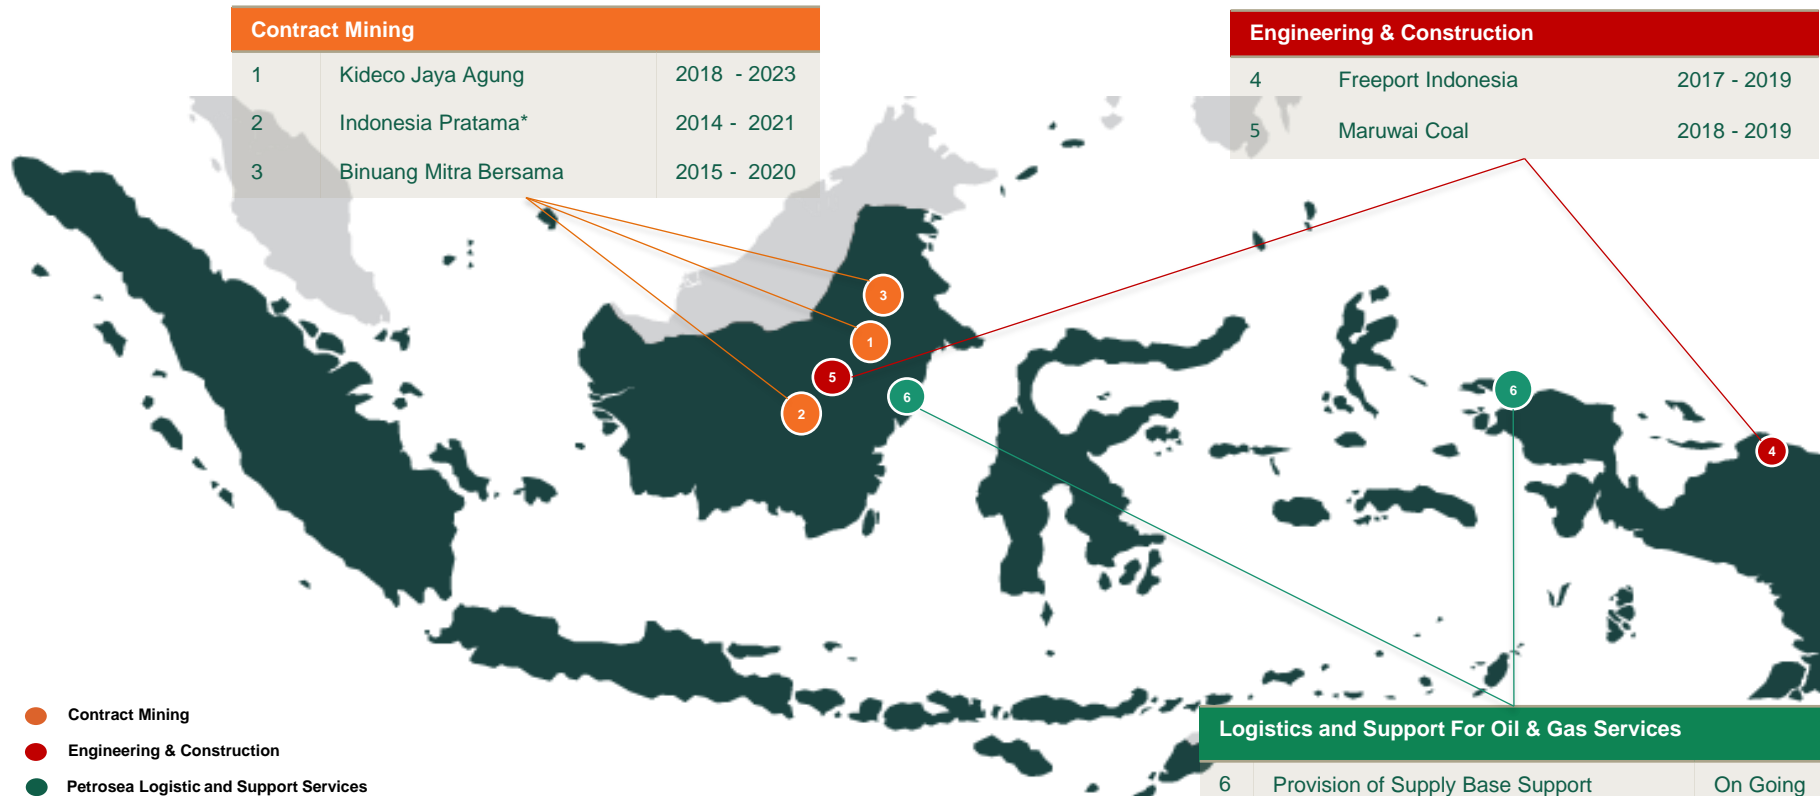 Contract Mining
1 Kideco Jaya Agung 2018 - 2023
2 Indonesia Pratama* 2014 - 2021
3 Binuang Mitra Bersama 2015 - 2020
Engineering & Construction
4 Freeport Indonesia 2017 - 2019
5 Maruwai Coal 2018 - 2019
3
1
5
2
6
6
4
Contract Mining
Engineering & Construction
Petrosea Logistic and Support Services
Logistics and Support For Oil & Gas Services
6 Provision of Supply Base Support On Going